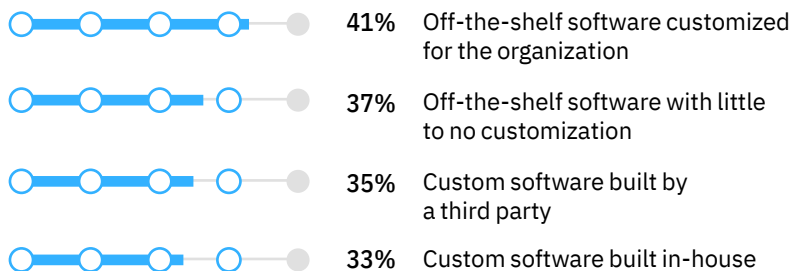 41% Off-the-shelf software customized
for the organization
37% Off-the-shelf software with little
to no customization
35% Custom software built by
a third party
33% Custom software built in-house